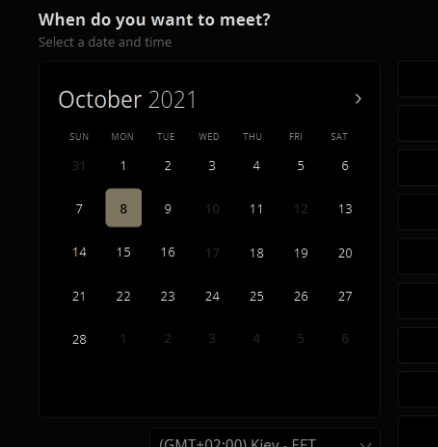 When do you want to meet?
Select a date and time
October 2021 >
SUN MON TUE WED THU FRI SAT
31 1 2 3 4 5 6
7 8 9 10 11 12 13
14 15 16 17 18 19 20
21 22 23 24 25 26 27
28 1 2 3 4 5 6
(GMT+02:00) Kiev - EET